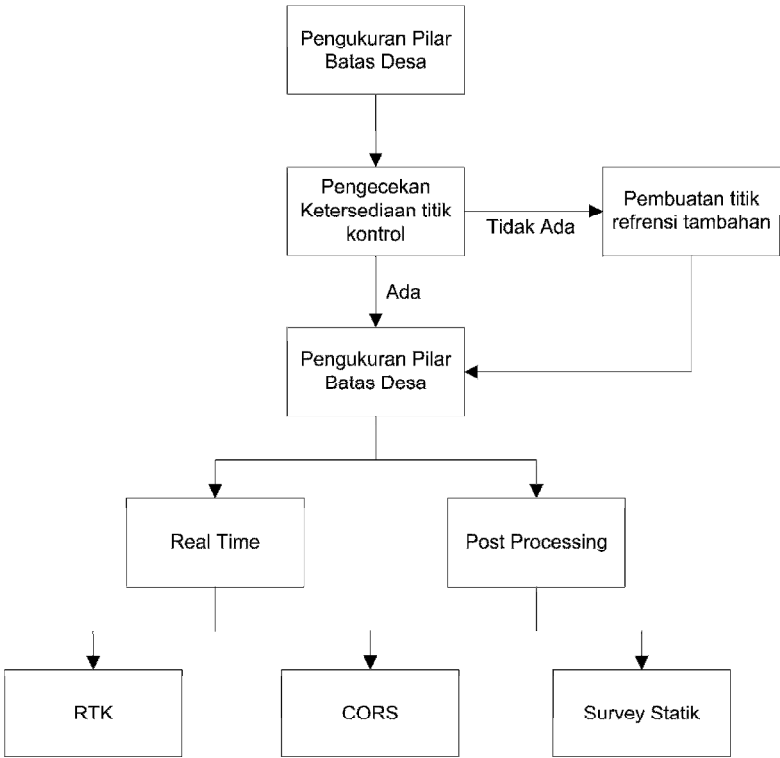 Pengukuran Pilar
Batas Desa
Pengecekan
Ketersediaan titik
kontrol
Tidak Ada
Pembuatan titik
refrensi tambahan
Ada
Pengukuran Pilar
Batas Desa
Real Time
Post Processing
RTK
CORS
Survey Statik